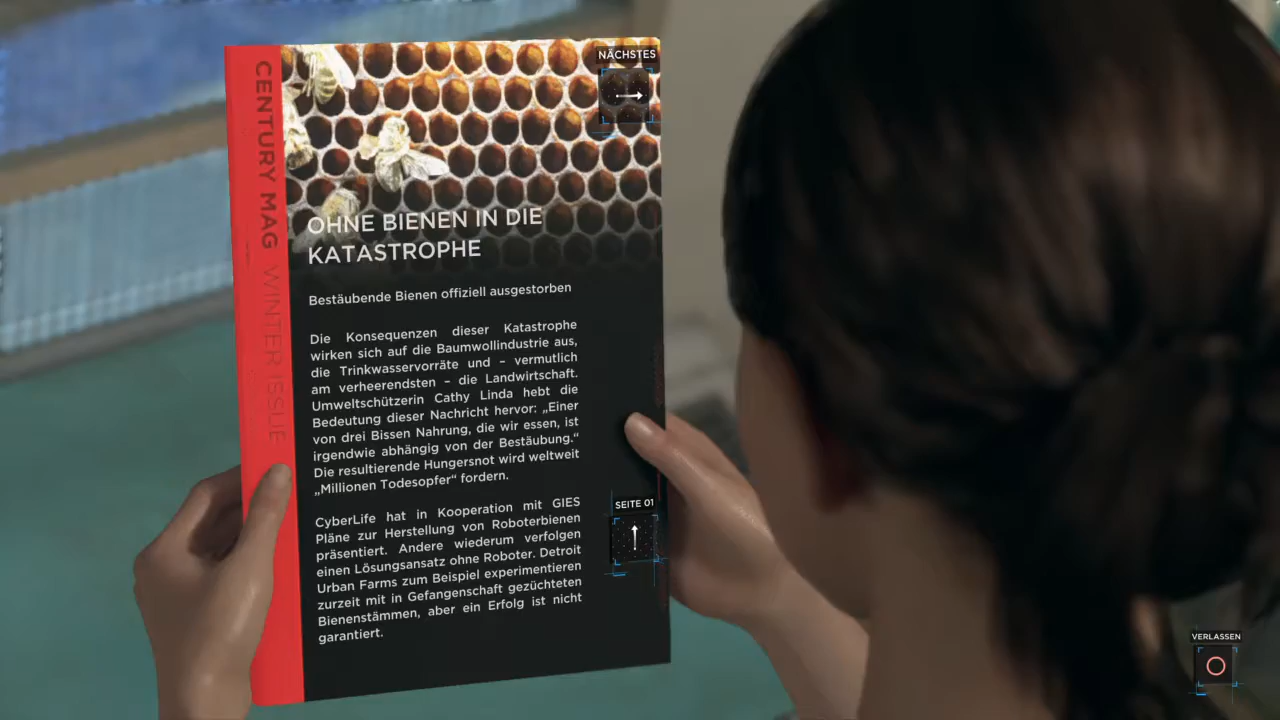 CENTURY MAG WINTER ISSUE
NÄCHSTES
OHNE BIENEN IN DIE
KATASTROPHE
Bestäubende Bienen offiziell ausgestorben
Die Konsequenzen dieser Katastrophe
wirken sich auf die Baumwollindustrie aus,
die Trinkwasservorräte und – vermutlich
am verheerendsten – die Landwirtschaft.
Umweltschützerin Cathy Linda hebt die
Bedeutung dieser Nachricht hervor: „Einer
von drei Bissen Nahrung, die wir essen, ist
irgendwie abhängig von der Bestäubung.“
Die resultierende Hungersnot wird weltweit
„Millionen Todesopfer“ fordern.
CyberLife hat in Kooperation mit GIES
Pläne zur Herstellung von Roboterbienen
präsentiert. Andere wiederum verfolgen
einen Lösungsansatz ohne Roboter. Detroit
Urban Farms zum Beispiel experimentieren
zurzeit mit in Gefangenschaft gezüchteten
Bienenstämmen, aber ein Erfolg ist nicht
garantiert.
SEITE 01
VERLASSEN